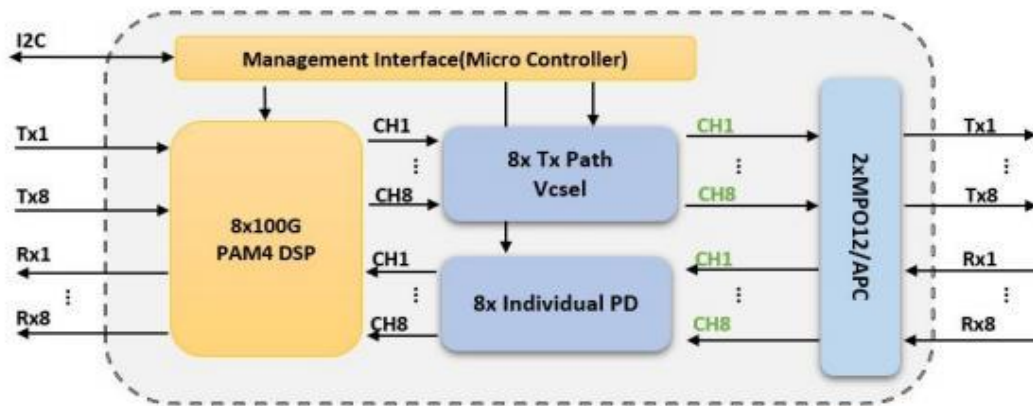 I2C
Management Interface(Micro Controller)
Tx1
Tx8
Rx1
...
Rx8
8x100G
PAM4 DSP
CH1
...
CH8
CH1
...
CH8
8x Tx Path
Vcsel
8x Individual PD
CH1
...
CH8
CH1
...
CH8
2xMPO12/APC
Tx1
...
Tx8
Rx1
...
Rx8